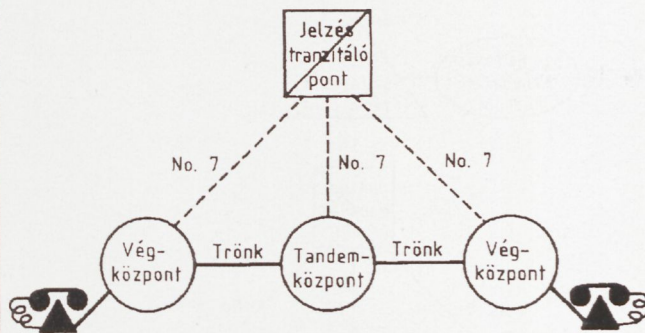 Jelzés
tranzitáló
pont
No. 7
No. 7
No. 7
Vég-
központ
Trönk
Tandem-
központ
Trönk
Vég-
központ